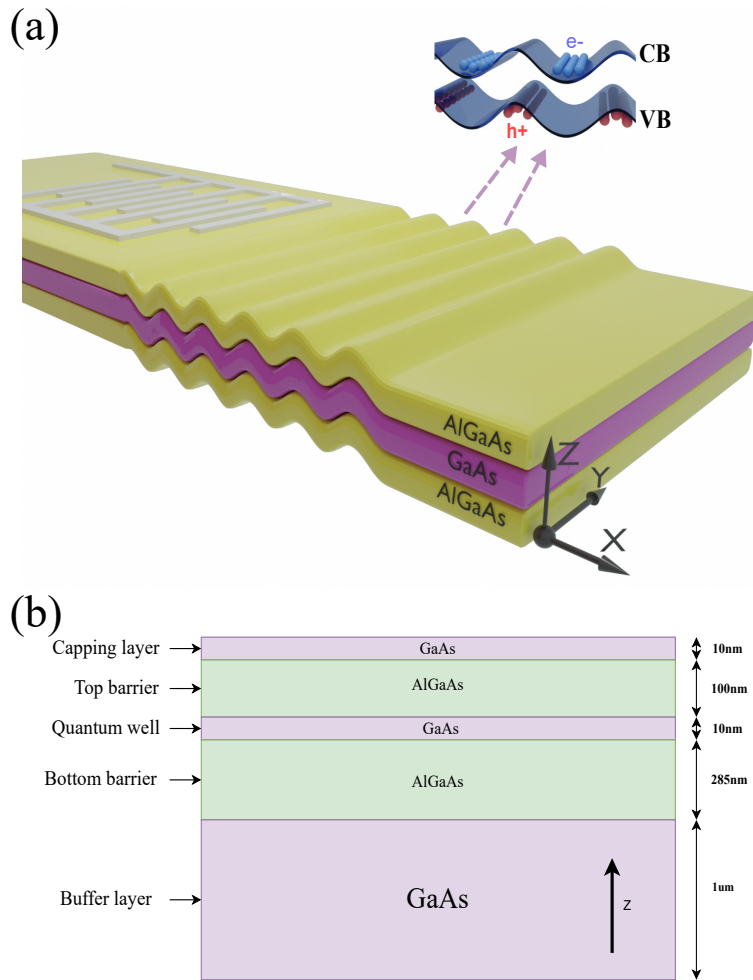 (a)
e-
CB
h+
VB
AlGaAs
GaAs
AlGaAs
Z
Y
X
(b)
Capping layer
GaAs
10nm
Top barrier
AlGaAs
100nm
Quantum well
GaAs
10nm
Bottom barrier
AlGaAs
285nm
Buffer layer
GaAs
z
1um